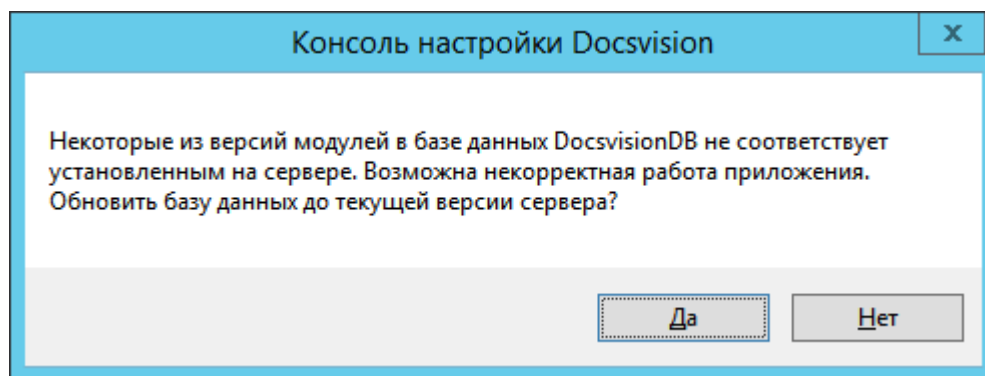 Консоль настройки Docsvision
x
Некоторые из версий модулей в базе данных DocsvisionDB не соответствует
установленным на сервере. Возможна некорректная работа приложения.
Обновить базу данных до текущей версии сервера?
Да
Нет